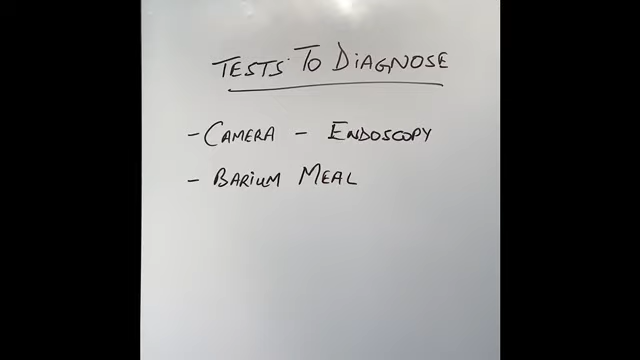 TESTS TO DIAGNOSE
- CAMERA - ENDOSCOPY
- BARIUM MEAL